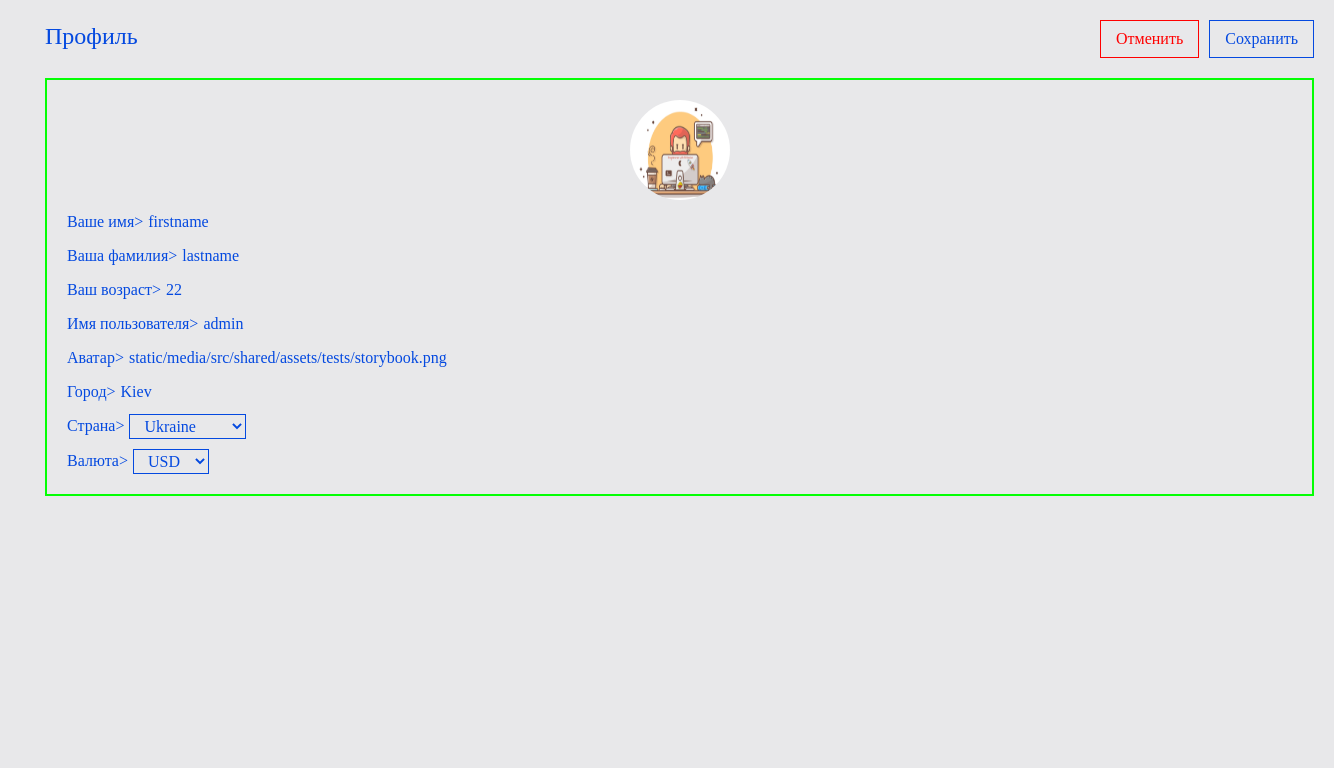 Профиль
Отменить
Сохранить
Ваше имя> firstname
Ваша фамилия> lastname
Ваш возраст> 22
Имя пользователя> admin
Аватар> static/media/src/shared/assets/tests/storybook.png
Город> Kiev
Страна> Ukraine
Валюта> USD